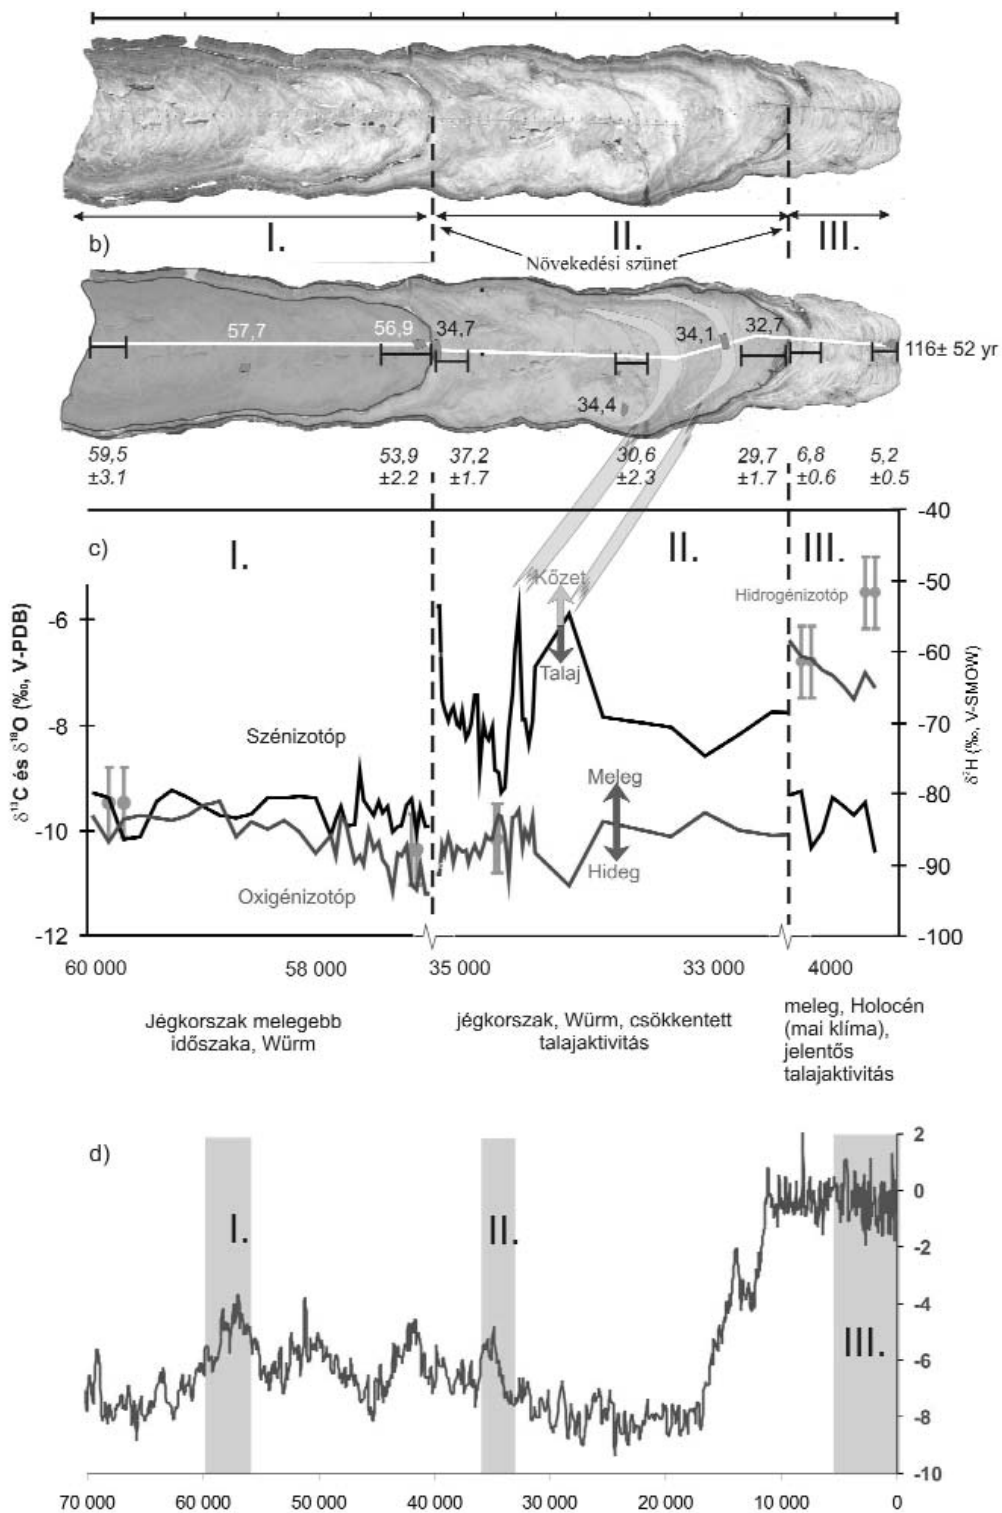 I.
II.
III.
b)
Növekedési szünet
57,7
56,9
34,7
34,1
32,7
116± 52 yr
34,4
59,5
±3.1
53,9
±2.2
37,2
±1.7
30,6
±2.3
29,7
±1.7
6,8
±0.6
5,2
±0.5
c)
I.
II.
III.
-40
-50
-60
-70
-80
-90
-100
δ²H (‰, V-SMOW)
-6
-8
-10
-12
δ¹³C és δ¹⁸O (‰, V-PDB)
Kőzet
Talaj
Hidrogénizotóp
Szénizotóp
Meleg
Hideg
Oxigénizotóp
60 000
58 000
35 000
33 000
4000
Jégkorszak melegebb
időszaka, Würm
jégkorszak, Würm, csökkentett
talajaktivitás
meleg, Holocén
(mai klíma),
jelentős
talajaktivitás
d)
I.
II.
III.
2
0
-2
-4
-6
-8
-10
70 000
60 000
50 000
40 000
30 000
20 000
10 000
0